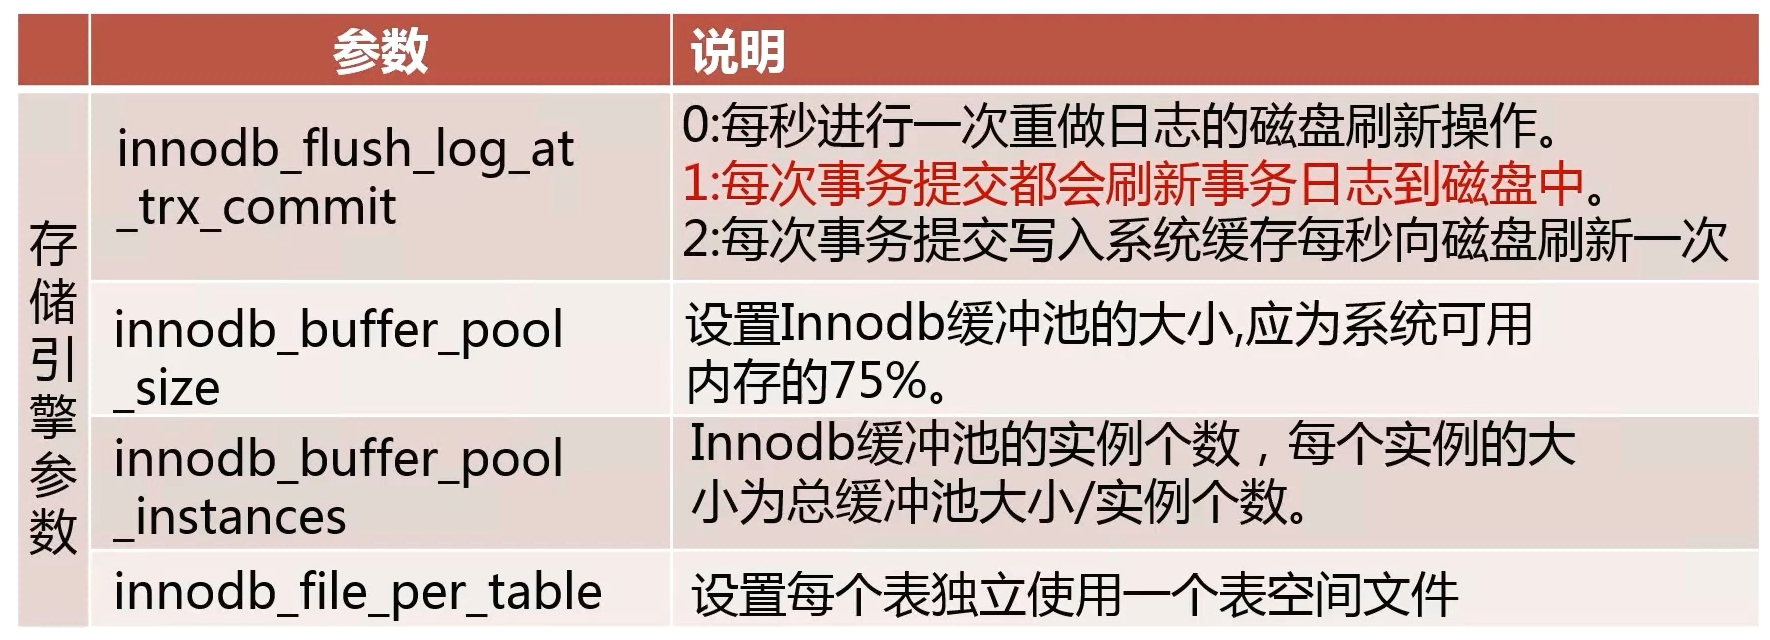 参数
说明
存储引擎参数
innodb_flush_log_at
_trx_commit
0:每秒进行一次重做日志的磁盘刷新操作。
1:每次事务提交都会刷新事务日志到磁盘中。
2:每次事务提交写入系统缓存每秒向磁盘刷新一次
innodb_buffer_pool
_size
设置Innodb缓冲池的大小,应为系统可用
内存的75%。
innodb_buffer_pool
_instances
Innodb缓冲池的实例个数，每个实例的大
小为总缓冲池大小/实例个数。
innodb_file_per_table
设置每个表独立使用一个表空间文件